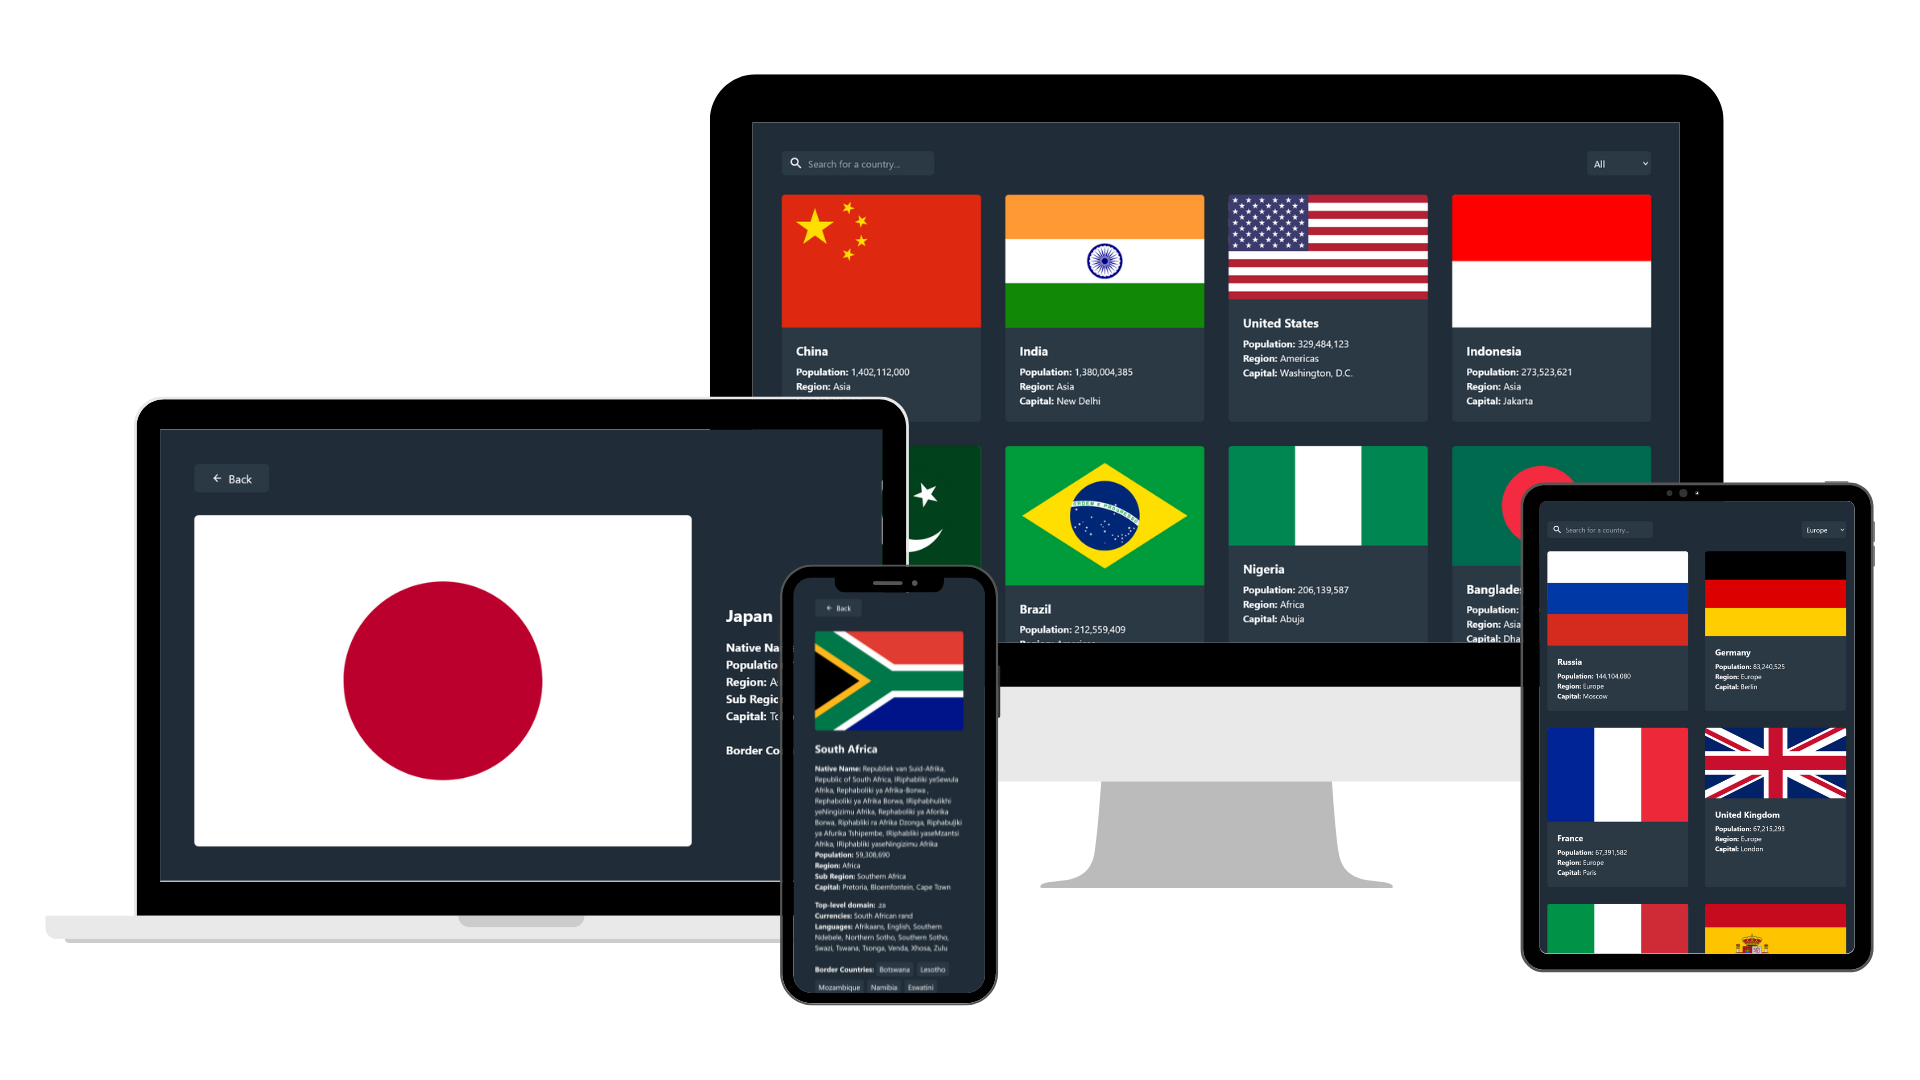 Search for a country...
All
China
Population: 1,402,112,000
Region: Asia
India
Population: 1,380,004,385
Region: Asia
Capital: New Delhi
United States
Population: 329,484,123
Region: Americas
Capital: Washington, D.C.
Indonesia
Population: 273,523,621
Region: Asia
Capital: Jakarta
Brazil
Population: 212,559,409
Nigeria
Population: 206,139,587
Region: Africa
Capital: Abuja
Banglade
Population:
Region: Asia
Capital: Dha
Back
Japan
Native Na
Populatio
Region: A
Sub Regio
Capital: To
Border Co
Back
South Africa
Native Name: Republiek van Suid-Afrika,
Republic of South Africa, IRiphabliki yeSewula
Afrika, Rephaboliki ya Afrika-Borwa ,
Rephaboliki ya Afrika Borwa, IRiphabhulikhi
yeNingizimu Afrika, Rephaboliki ya Aforika
Borwa, Riphabliki ra Afrika Dzonga, Riphabuḽiki
ya Afurika Tshipembe, IRiphabliki yaseMzantsi
Afrika, IRiphabliki yaseNingizimu Afrika
Population: 59,308,690
Region: Africa
Sub Region: Southern Africa
Capital: Pretoria, Bloemfontein, Cape Town
Top-level domain: .za
Currencies: South African rand
Languages: Afrikaans, English, Southern
Ndebele, Northern Sotho, Southern Sotho,
Swazi, Tswana, Tsonga, Venda, Xhosa, Zulu
Border Countries: Botswana Lesotho
Mozambique Namibia Eswatini
Search for a country...
Europe
Russia
Population: 144,104,080
Region: Europe
Capital: Moscow
Germany
Population: 83,240,525
Region: Europe
Capital: Berlin
France
Population: 67,391,582
Region: Europe
Capital: Paris
United Kingdom
Population: 67,215,293
Region: Europe
Capital: London